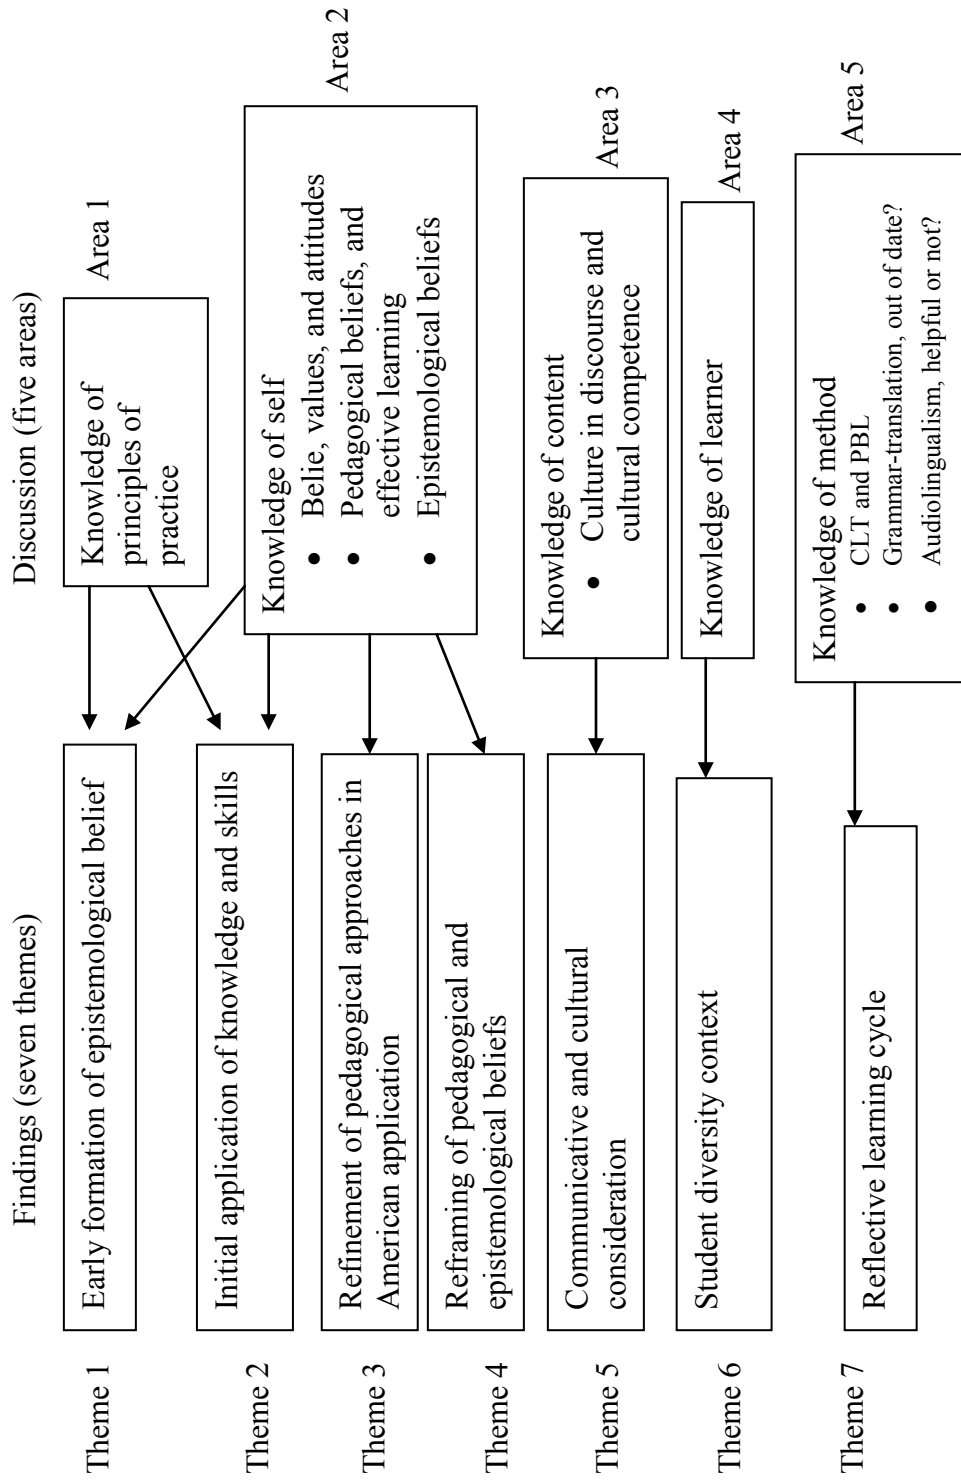 Findings (seven themes)
Discussion (five areas)
Theme 1
Early formation of epistemological belief
Knowledge of
principles of
practice
Area 1
Theme 2
Initial application of knowledge and skills
Knowledge of self
• Belie, values, and attitudes
• Pedagogical beliefs, and
effective learning
• Epistemological beliefs
Area 2
Theme 3
Refinement of pedagogical approaches in
American application
Theme 4
Reframing of pedagogical and
epistemological beliefs
Theme 5
Communicative and cultural
consideration
Knowledge of content
• Culture in discourse and
cultural competence
Area 3
Theme 6
Student diversity context
Knowledge of learner
Area 4
Theme 7
Reflective learning cycle
Knowledge of method
• CLT and PBL
• Grammar-translation, out of date?
• Audiolingualism, helpful or not?
Area 5